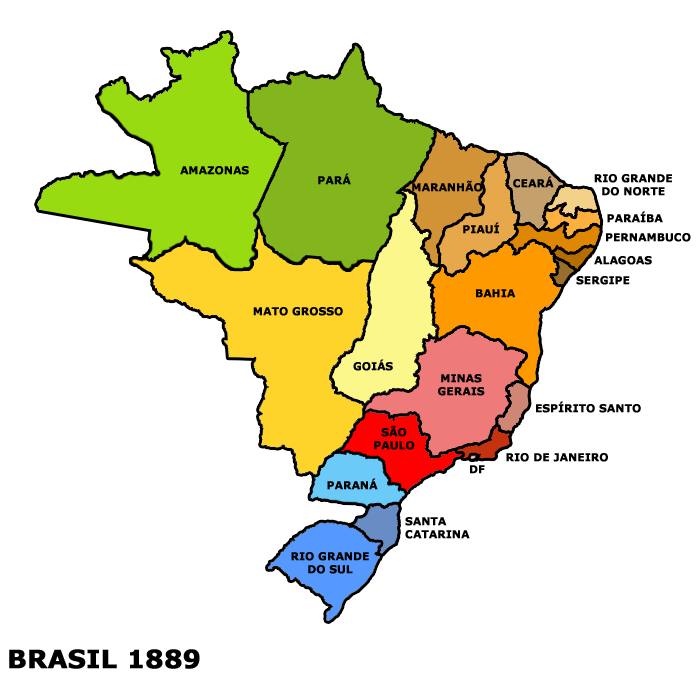 AMAZONAS
PARÁ
MARANHÃO
CEARÁ
RIO GRANDE
DO NORTE
PIAUÍ
PARAÍBA
PERNAMBUCO
ALAGOAS
SERGIPE
BAHIA
MATO GROSSO
GOIÁS
MINAS
GERAIS
ESPÍRITO SANTO
SÃO
PAULO
RIO DE JANEIRO
DF
PARANÁ
SANTA
CATARINA
RIO GRANDE
DO SUL
BRASIL 1889